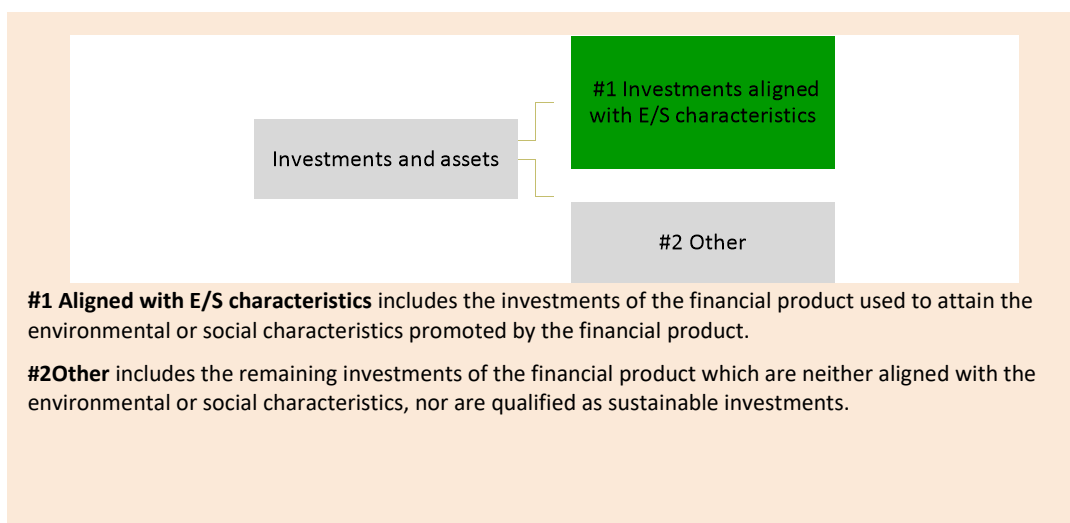 #1 Investments aligned
with E/S characteristics
Investments and assets
#2 Other
#1 Aligned with E/S characteristics includes the investments of the financial product used to attain the
environmental or social characteristics promoted by the financial product.
#2Other includes the remaining investments of the financial product which are neither aligned with the
environmental or social characteristics, nor are qualified as sustainable investments.